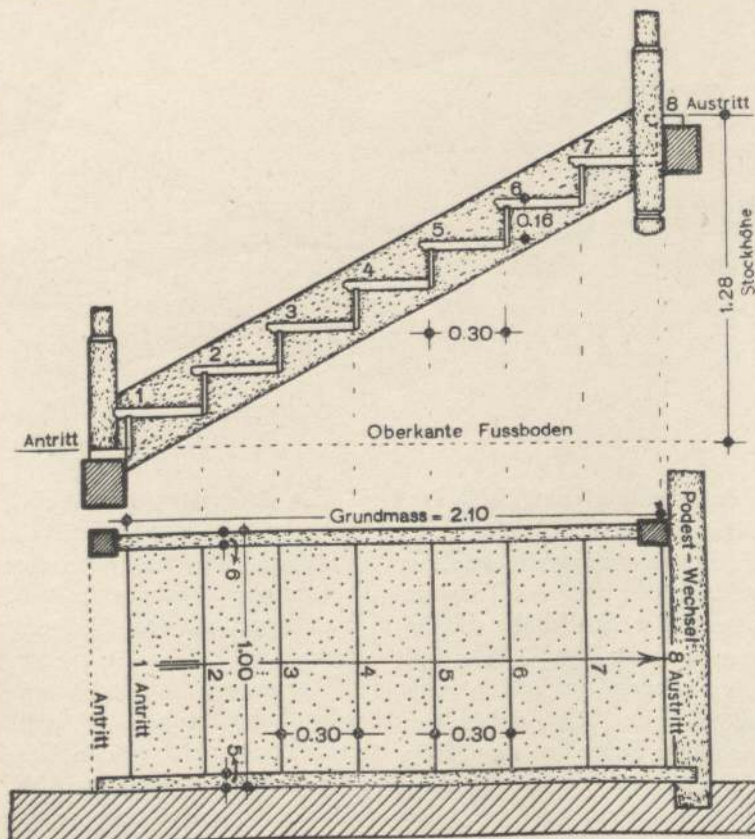 8 Austritt
7
6
0.16
5
4
3
0.30
2
1
1.28
Stockhöhe
Antritt
Oberkante Fussboden
Grundmass = 2.10
6
1.00
Podest-Wechsel
Antritt
1 Antritt
2
3
4
5
6
7
8 Austritt
0.30
0.30
5